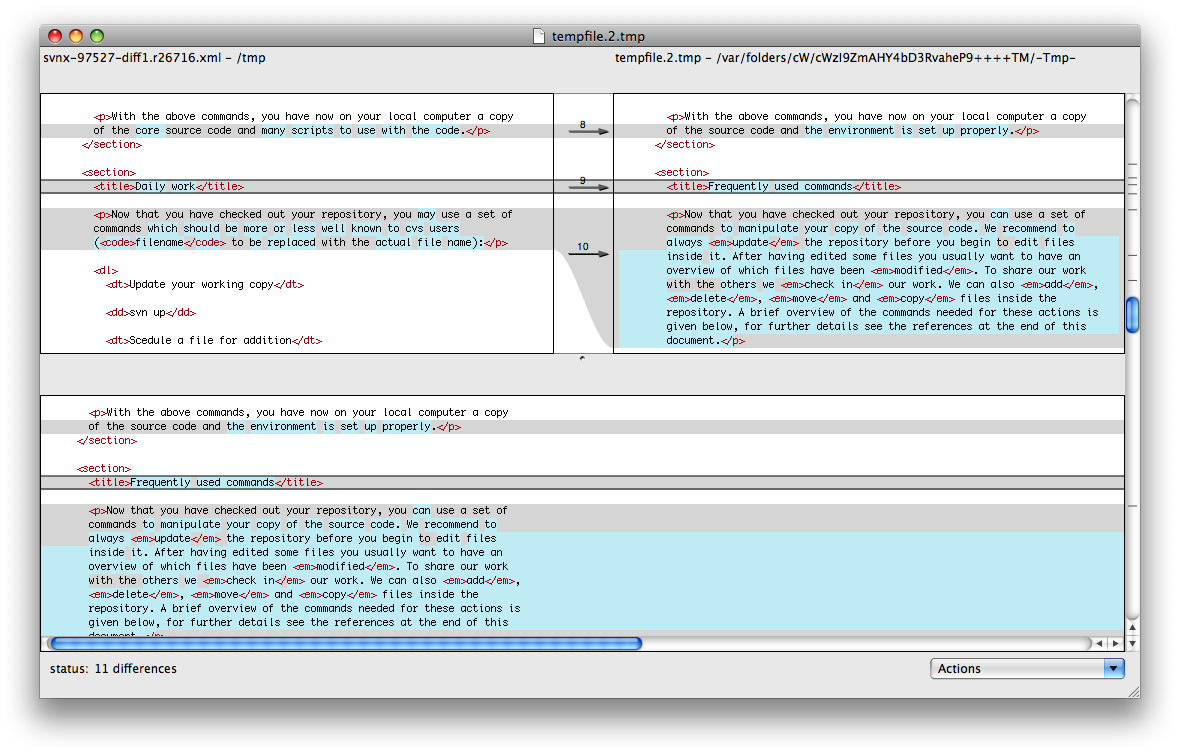 tempfile.2.tmp
svnx-97527-diff1.r26716.xml - /tmp
tempfile.2.tmp - /var/folders/cW/cWzI9ZmAHY4bD3RvaheP9++++TM/-Tmp-
<p>With the above commands, you have now on your local computer a copy
of the core source code and many scripts to use with the code.</p>
</section>
<section>
<title>Daily work</title>
<p>Now that you have checked out your repository, you may use a set of
commands which should be more or less well known to cvs users
(<code>filename</code> to be replaced with the actual file name):</p>
<dl>
<dt>Update your working copy</dt>
<dd>svn up</dd>
<dt>Scedule a file for addition</dt>
8
9
10
<p>With the above commands, you have now on your local computer a copy
of the source code and the environment is set up properly.</p>
</section>
<section>
<title>Frequently used commands</title>
<p>Now that you have checked out your repository, you can use a set of
commands to manipulate your copy of the source code. We recommend to
always <em>update</em> the repository before you begin to edit files
inside it. After having edited some files you usually want to have an
overview of which files have been <em>modified</em>. To share our work
with the others we <em>check in</em> our work. We can also <em>add</em>,
<em>delete</em>, <em>move</em> and <em>copy</em> files inside the
repository. A brief overview of the commands needed for these actions is
given below, for further details see the references at the end of this
document.</p>
<p>With the above commands, you have now on your local computer a copy
of the source code and the environment is set up properly.</p>
</section>
<section>
<title>Frequently used commands</title>
<p>Now that you have checked out your repository, you can use a set of
commands to manipulate your copy of the source code. We recommend to
always <em>update</em> the repository before you begin to edit files
inside it. After having edited some files you usually want to have an
overview of which files have been <em>modified</em>. To share our work
with the others we <em>check in</em> our work. We can also <em>add</em>,
<em>delete</em>, <em>move</em> and <em>copy</em> files inside the
repository. A brief overview of the commands needed for these actions is
given below, for further details see the references at the end of this
document.</p>
status: 11 differences
Actions